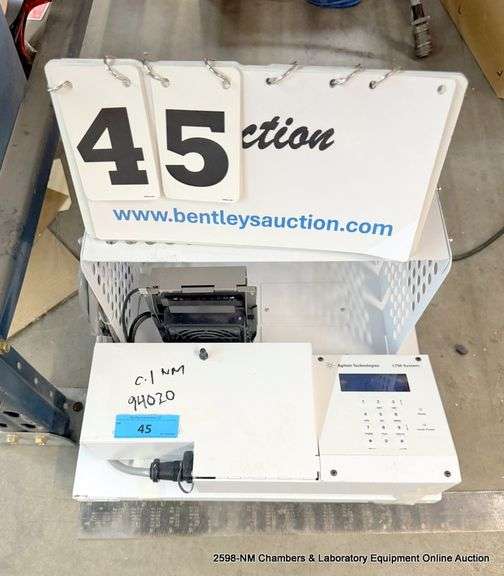 45
ction
www.bentleysauction.com
C.1 NM
94020
45
Agilent Technologies
2598-NM Chambers & Laboratory Equipment Online Auction